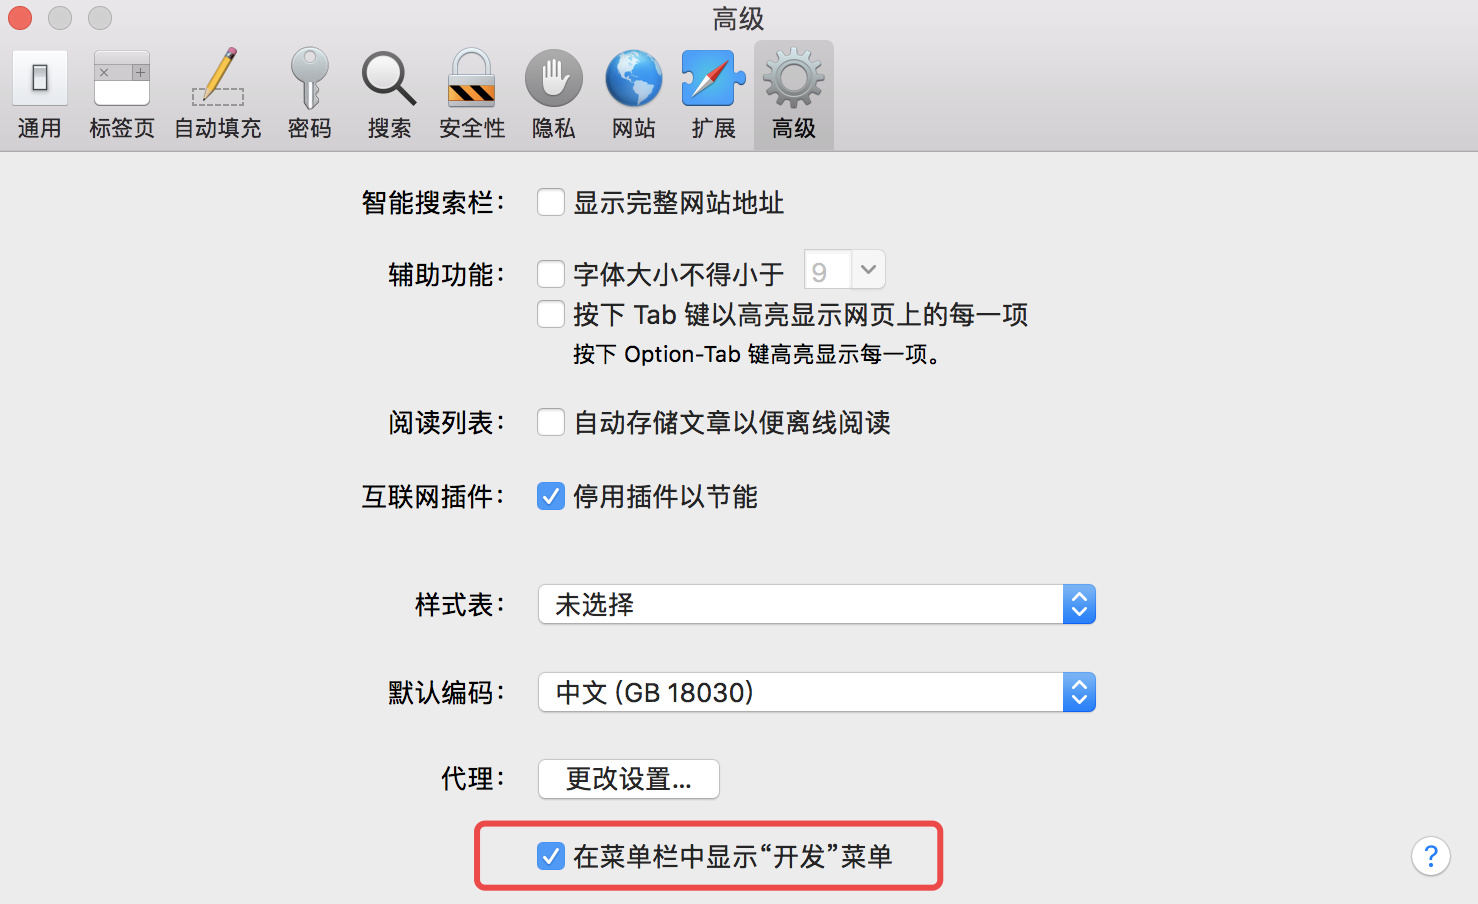 高级
通用 标签页 自动填充 密码 搜索 安全性 隐私 网站 扩展 高级
智能搜索栏： 显示完整网站地址
辅助功能： 字体大小不得小于 9
按下 Tab 键以高亮显示网页上的每一项
按下 Option-Tab 键高亮显示每一项。
阅读列表： 自动存储文章以便离线阅读
互联网插件： 停用插件以节能
样式表： 未选择
默认编码： 中文 (GB 18030)
代理： 更改设置...
在菜单栏中显示“开发”菜单
?